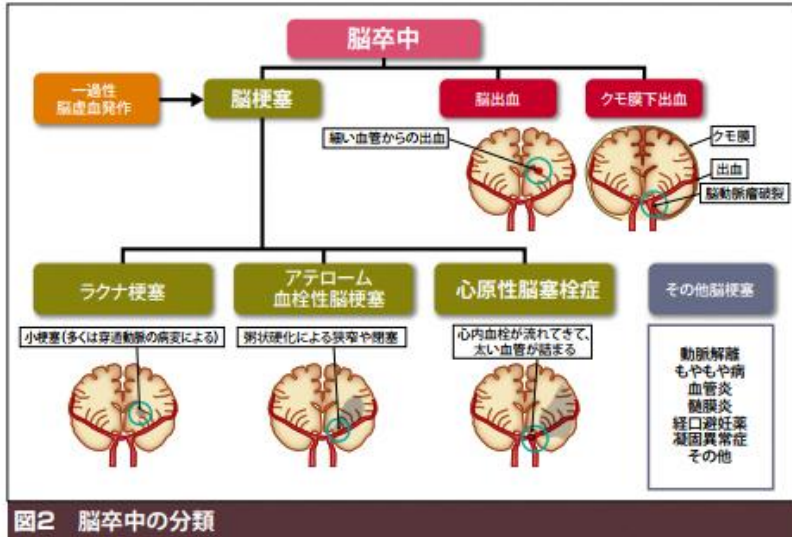 脳卒中
一過性
脳虚血発作
脳梗塞
脳出血
クモ膜下出血
細い血管からの出血
クモ膜
出血
脳動脈瘤破裂
ラクナ梗塞
アテローム
血栓性脳梗塞
心原性脳塞栓症
その他脳梗塞
小梗塞(多くは穿通動脈の病変による)
粥状硬化による狭窄や閉塞
心内血栓が流れてきて、
太い血管が詰まる
動脈解離
もやもや病
血管炎
髄膜炎
経口避妊薬
凝固異常症
その他
図2 脳卒中の分類